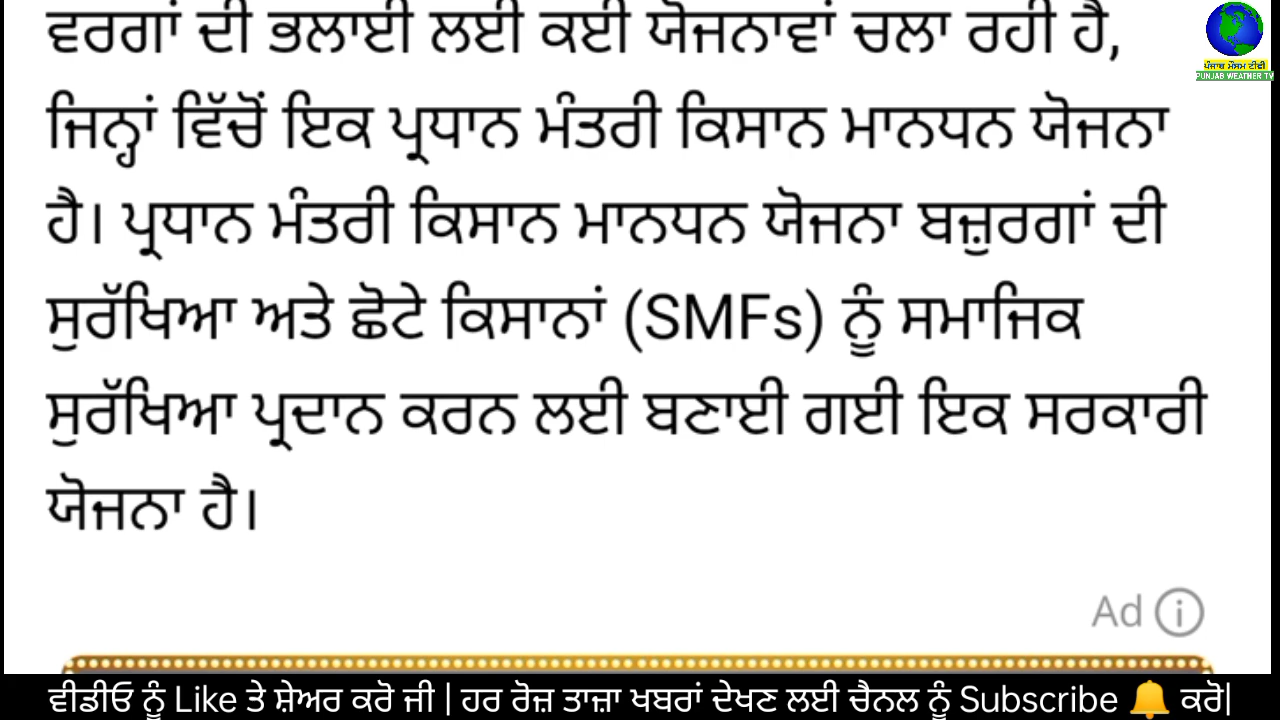 ਵਰਗਾਂ ਦੀ ਭਲਾਈ ਲਈ ਕਈ ਯੋਜਨਾਵਾਂ ਚਲਾ ਰਹੀ ਹੈ,
ਪੰਜਾਬ ਮੌਸਮ ਟੀਵੀ
PUNJAB WEATHER TV
ਜਿਨ੍ਹਾਂ ਵਿੱਚੋਂ ਇਕ ਪ੍ਰਧਾਨ ਮੰਤਰੀ ਕਿਸਾਨ ਮਾਨਧਨ ਯੋਜਨਾ
ਹੈ। ਪ੍ਰਧਾਨ ਮੰਤਰੀ ਕਿਸਾਨ ਮਾਨਧਨ ਯੋਜਨਾ ਬਜ਼ੁਰਗਾਂ ਦੀ
ਸੁਰੱਖਿਆ ਅਤੇ ਛੋਟੇ ਕਿਸਾਨਾਂ (SMFs) ਨੂੰ ਸਮਾਜਿਕ
ਸੁਰੱਖਿਆ ਪ੍ਰਦਾਨ ਕਰਨ ਲਈ ਬਣਾਈ ਗਈ ਇਕ ਸਰਕਾਰੀ
ਯੋਜਨਾ ਹੈ।
Ad
ਵੀਡੀਓ ਨੂੰ Like ਤੇ ਸ਼ੇਅਰ ਕਰੋ ਜੀ | ਹਰ ਰੋਜ਼ ਤਾਜ਼ਾ ਖਬਰਾਂ ਦੇਖਣ ਲਈ ਚੈਨਲ ਨੂੰ Subscribe 🔔 ਕਰੋ|